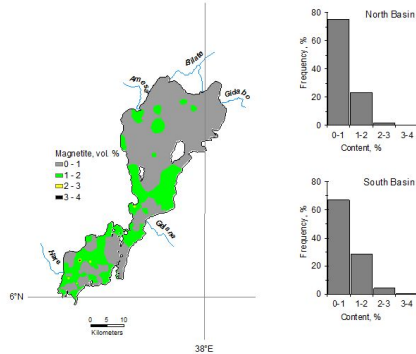 Bilate
Amesa
Gidabo
Magnetite, vol. %
0 - 1
1 - 2
2 - 3
3 - 4
Gelana
Hare
6°N
0 5 10
Kilometers
38°E
North Basin
Frequency, %
80
60
40
20
0
0-1 1-2 2-3 3-4
Content, %
South Basin
Frequency, %
80
60
40
20
0
0-1 1-2 2-3 3-4
Content, %